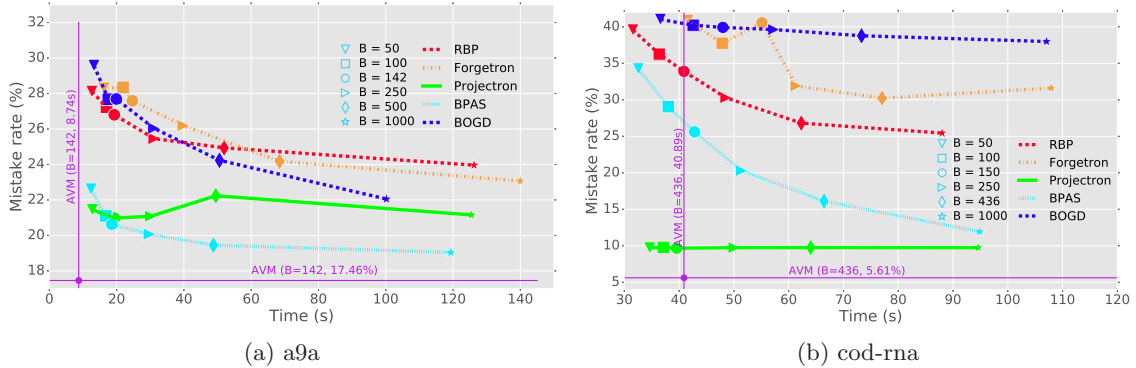 32
30
28
26
24
22
20
18
Mistake rate (%)
0 20 40 60 80 100 120 140
Time (s)
AVM (B=142, 8.74s)
AVM (B=142, 17.46%)
B = 50
B = 100
B = 142
B = 250
B = 500
B = 1000
RBP
Forgetron
Projectron
BPAS
BOGD
(a) a9a
40
35
30
25
20
15
10
5
Mistake rate (%)
30 40 50 60 70 80 90 100 110 120
Time (s)
AVM (B=436, 40.89s)
AVM (B=436, 5.61%)
B = 50
B = 100
B = 150
B = 250
B = 436
B = 1000
RBP
Forgetron
Projectron
BPAS
BOGD
(b) cod-rna